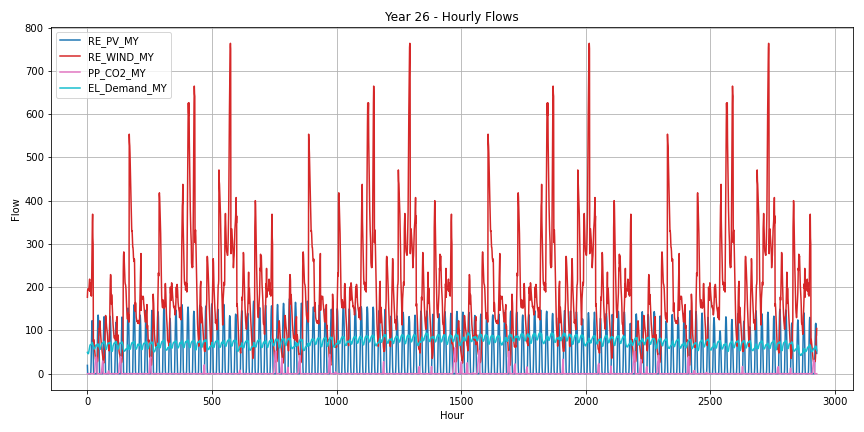 Year 26 - Hourly Flows
RE_PV_MY
RE_WIND_MY
PP_CO2_MY
EL_Demand_MY
800
700
600
500
400
300
200
100
0
Flow
0 500 1000 1500 2000 2500 3000
Hour